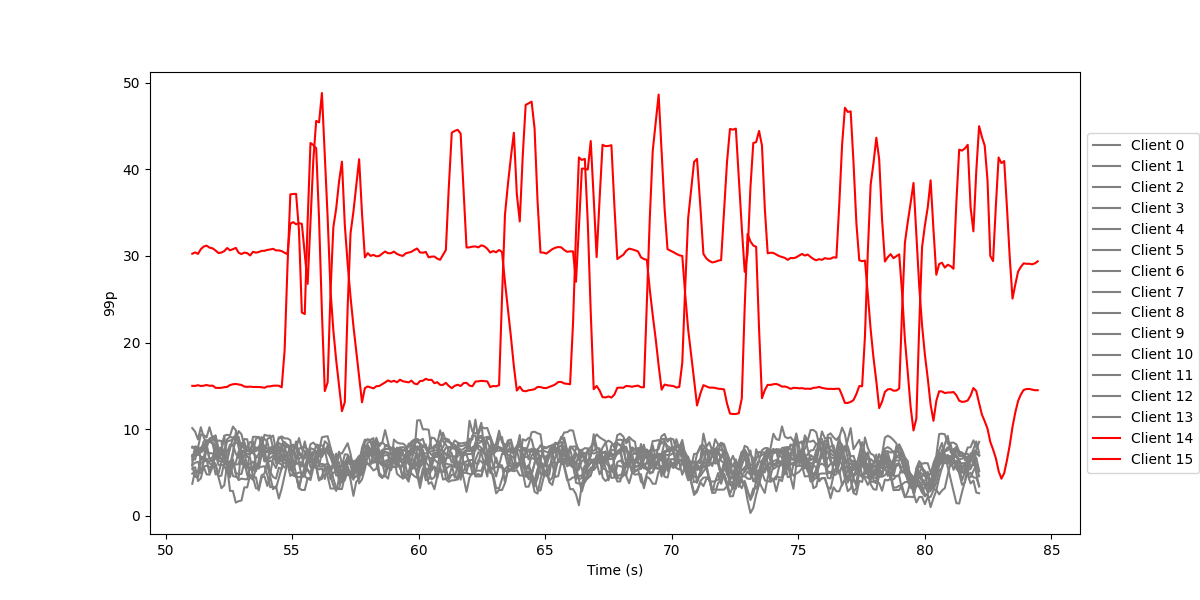 50
40
30
20
10
0
99p
50
55
60
65
70
75
80
85
Time (s)
Client 0
Client 1
Client 2
Client 3
Client 4
Client 5
Client 6
Client 7
Client 8
Client 9
Client 10
Client 11
Client 12
Client 13
Client 14
Client 15